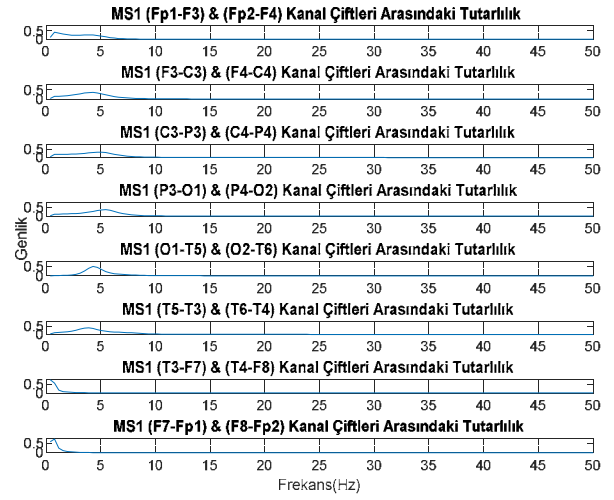 MS1 (Fp1-F3) & (Fp2-F4) Kanal Çiftleri Arasındaki Tutarlılık
0.5
0
0 5 10 15 20 25 30 35 40 45 50
MS1 (F3-C3) & (F4-C4) Kanal Çiftleri Arasındaki Tutarlılık
0.5
0
0 5 10 15 20 25 30 35 40 45 50
MS1 (C3-P3) & (C4-P4) Kanal Çiftleri Arasındaki Tutarlılık
0.5
0
0 5 10 15 20 25 30 35 40 45 50
MS1 (P3-O1) & (P4-O2) Kanal Çiftleri Arasındaki Tutarlılık
0.5
0
0 5 10 15 20 25 30 35 40 45 50
Genlik
MS1 (O1-T5) & (O2-T6) Kanal Çiftleri Arasındaki Tutarlılık
0.5
0
0 5 10 15 20 25 30 35 40 45 50
MS1 (T5-T3) & (T6-T4) Kanal Çiftleri Arasındaki Tutarlılık
0.5
0
0 5 10 15 20 25 30 35 40 45 50
MS1 (T3-F7) & (T4-F8) Kanal Çiftleri Arasındaki Tutarlılık
0.5
0
0 5 10 15 20 25 30 35 40 45 50
MS1 (F7-Fp1) & (F8-Fp2) Kanal Çiftleri Arasındaki Tutarlılık
0.5
0
0 5 10 15 20 25 30 35 40 45 50
Frekans(Hz)